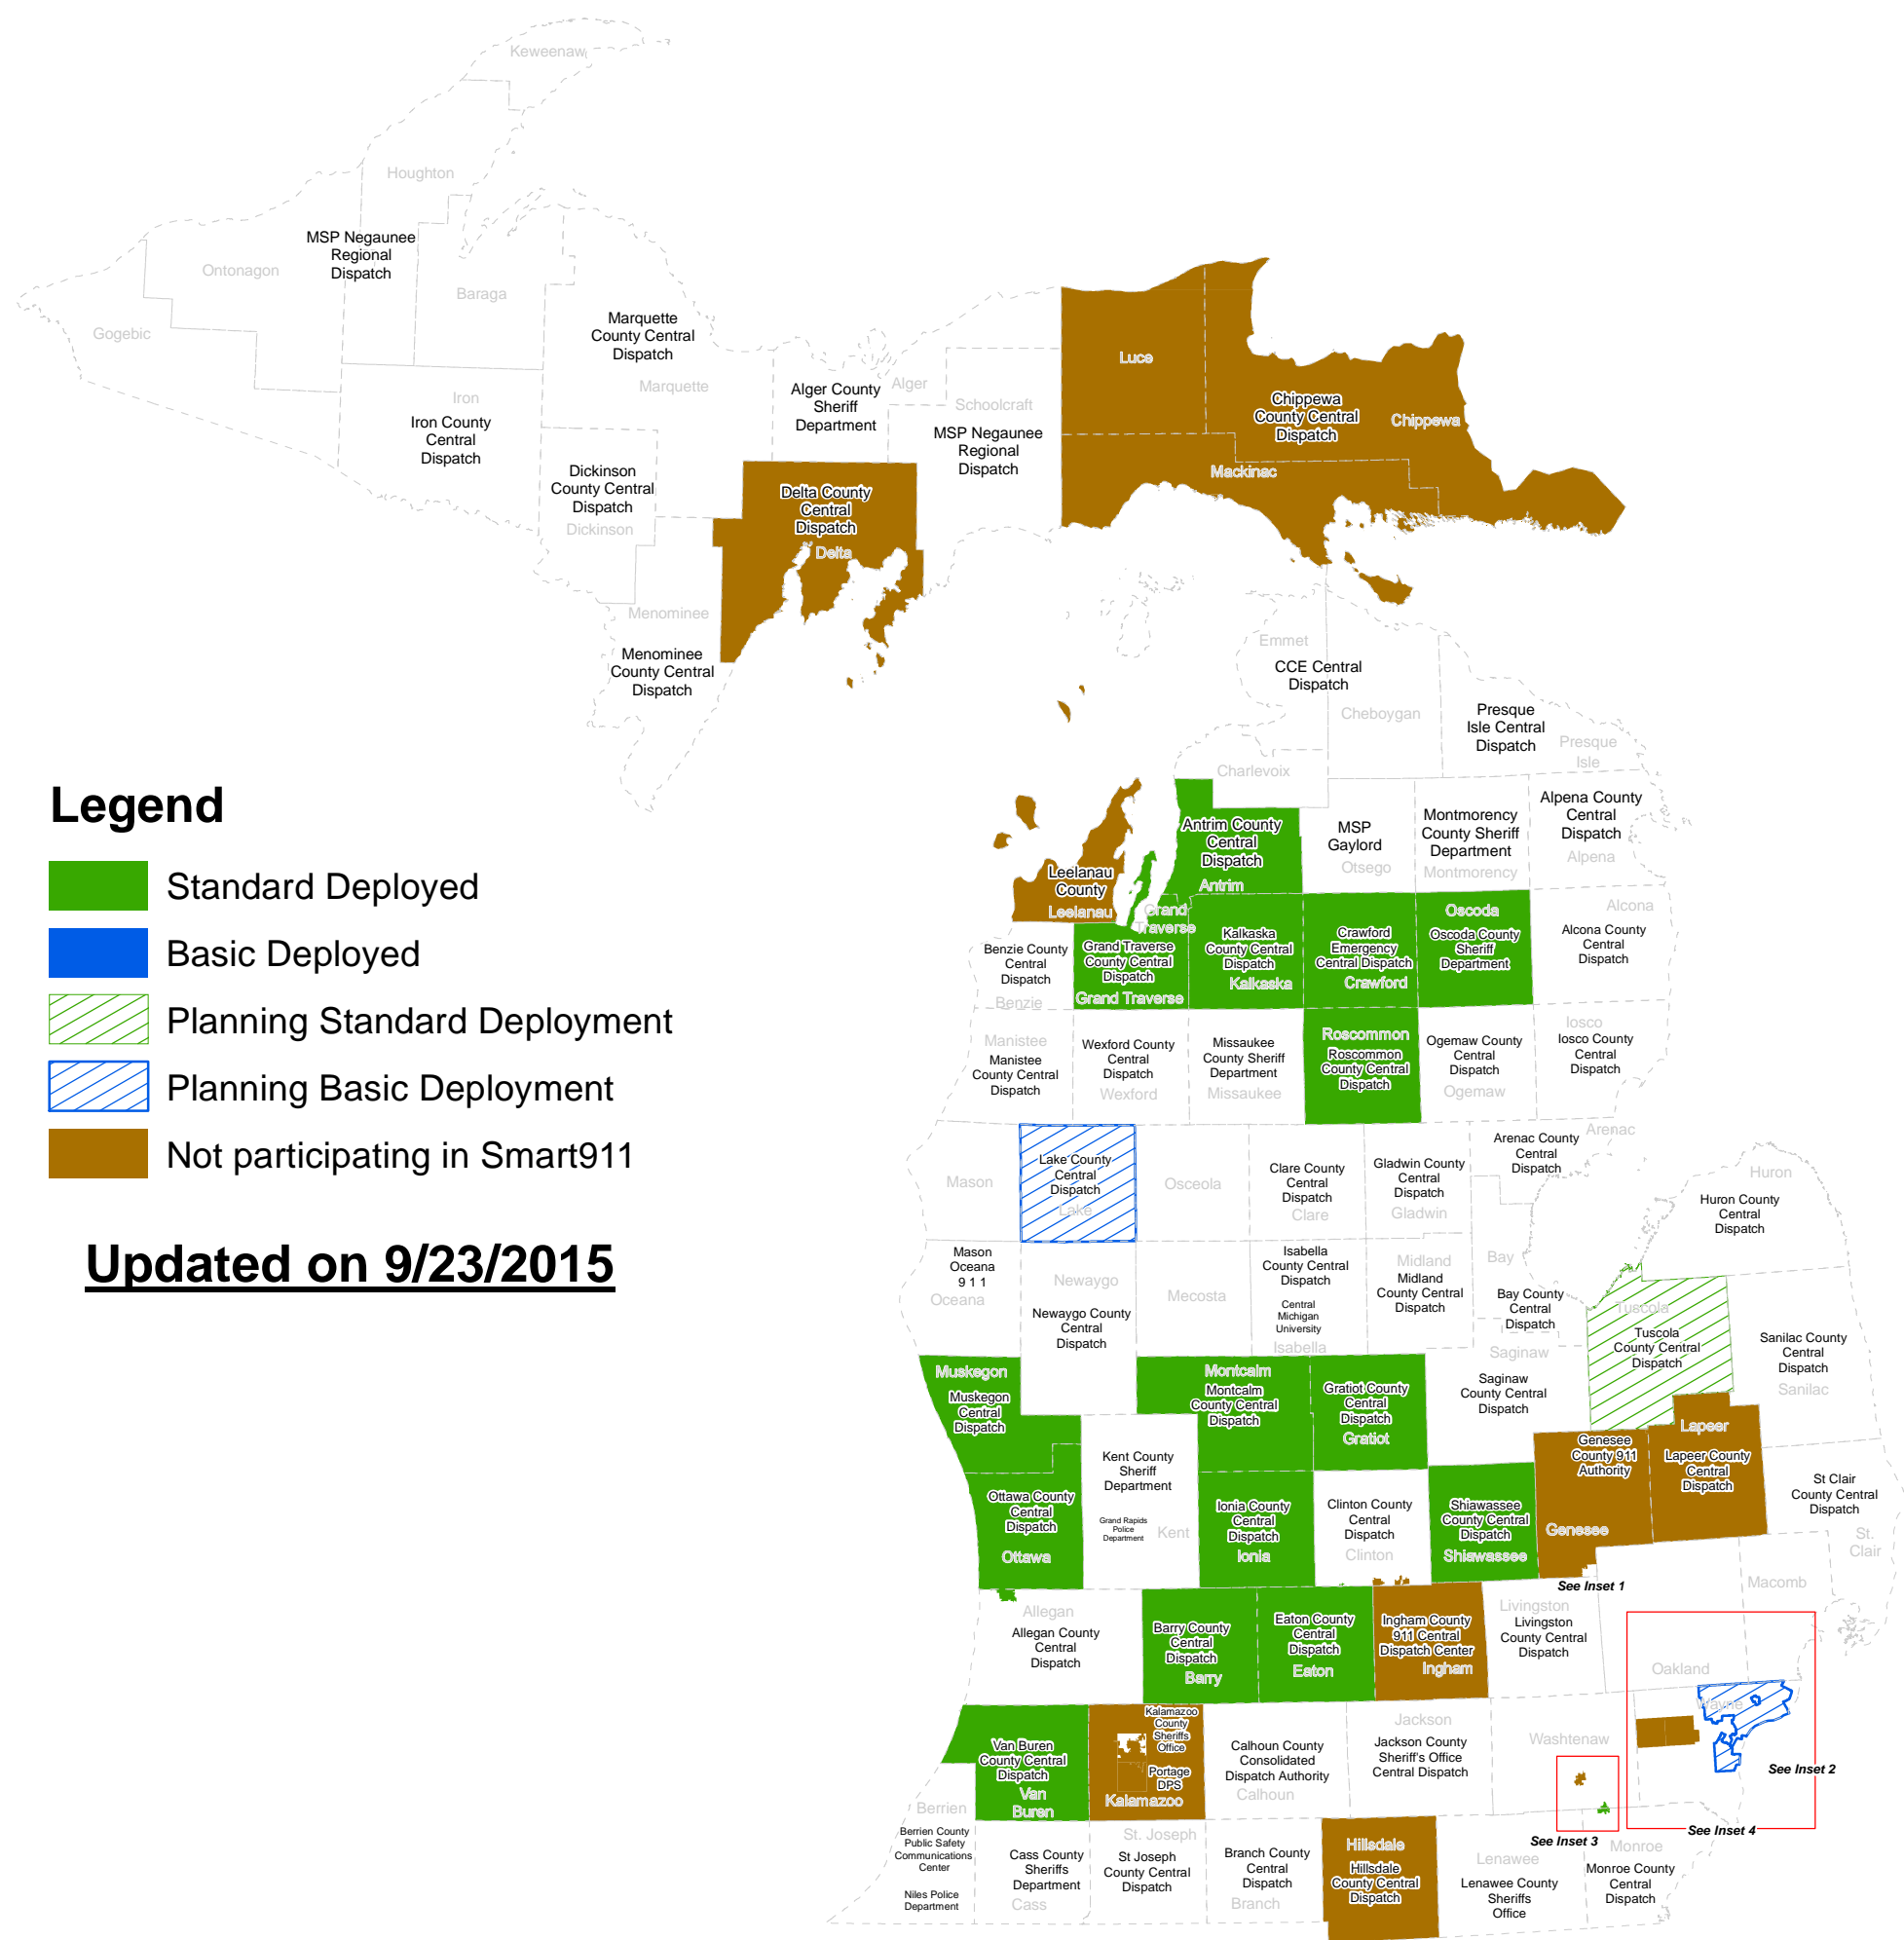 Keweenaw
Houghton
MSP Negaunee
Regional
Dispatch
Ontonagon
Baraga
Gogebic
Marquette
County Central
Dispatch
Marquette
Iron
Iron County
Central
Dispatch
Alger County
Sheriff
Department
Alger
Schoolcraft
MSP Negaunee
Regional
Dispatch
Luce
Chippewa
County Central
Dispatch
Chippewa
Mackinac
Dickinson
County Central
Dispatch
Dickinson
Delta County
Central
Dispatch
Delta
Menominee
Menominee
County Central
Dispatch
Emmet
CCE Central
Dispatch
Cheboygan
Presque
Isle Central
Dispatch
Presque
Isle
Charlevoix
Legend
Standard Deployed
Basic Deployed
Planning Standard Deployment
Planning Basic Deployment
Not participating in Smart911
Updated on 9/23/2015
Antrim County
Central
Dispatch
Antrim
MSP
Gaylord
Otsego
Montmorency
County Sheriff
Department
Montmorency
Alpena County
Central
Dispatch
Alpena
Leelanau
County
Leelanau
Grand
Traverse
Benzie County
Central
Dispatch
Benzie
Grand Traverse
County Central
Dispatch
Grand Traverse
Kalkaska
County Central
Dispatch
Kalkaska
Crawford
Emergency
Central Dispatch
Crawford
Oscoda
Oscoda County
Sheriff
Department
Alcona
Alcona County
Central
Dispatch
Manistee
Manistee
County Central
Dispatch
Wexford County
Central
Dispatch
Wexford
Missaukee
County Sheriff
Department
Missaukee
Roscommon
Roscommon
County Central
Dispatch
Ogemaw County
Central
Dispatch
Ogemaw
Iosco
Iosco County
Central
Dispatch
Mason
Lake County
Central
Dispatch
Lake
Osceola
Clare County
Central
Dispatch
Clare
Gladwin County
Central
Dispatch
Gladwin
Arenac County
Central
Dispatch
Arenac
Huron
Huron County
Central
Dispatch
Mason
Oceana
9 1 1
Oceana
Newaygo
Newaygo County
Central
Dispatch
Mecosta
Isabella
County Central
Dispatch
Central
Michigan
University
Isabella
Midland
Midland
County Central
Dispatch
Bay
Bay County
Central
Dispatch
Tuscola
Tuscola
County Central
Dispatch
Sanilac County
Central
Dispatch
Sanilac
Saginaw
Saginaw
County Central
Dispatch
Muskegon
Muskegon
Central
Dispatch
Montcalm
Montcalm
County Central
Dispatch
Gratiot County
Central
Dispatch
Gratiot
Kent County
Sheriff
Department
Grand Rapids
Police
Department
Kent
Ottawa County
Central
Dispatch
Ottawa
Ionia County
Central
Dispatch
Ionia
Clinton County
Central
Dispatch
Clinton
Shiawassee
County Central
Dispatch
Shiawassee
Genesee
County 911
Authority
Genesee
Lapeer
Lapeer County
Central
Dispatch
St Clair
County Central
Dispatch
St.
Clair
See Inset 1
Macomb
Allegan
Allegan County
Central
Dispatch
Barry County
Central
Dispatch
Barry
Eaton County
Central
Dispatch
Eaton
Ingham County
911 Central
Dispatch Center
Ingham
Livingston
Livingston
County Central
Dispatch
Oakland
Wayne
Van Buren
County Central
Dispatch
Van
Buren
Kalamazoo
County
Sheriffs
Office
Portage
DPS
Kalamazoo
Calhoun County
Consolidated
Dispatch Authority
Calhoun
Jackson
Jackson County
Sheriff's Office
Central Dispatch
Washtenaw
See Inset 2
See Inset 4
See Inset 3
Berrien
Berrien County
Public Safety
Communications
Center
Niles Police
Department
Cass County
Sheriffs
Department
Cass
St. Joseph
St Joseph
County Central
Dispatch
Branch County
Central
Dispatch
Branch
Hillsdale
Hillsdale
County Central
Dispatch
Lenawee
Lenawee County
Sheriffs
Office
Monroe
Monroe County
Central
Dispatch